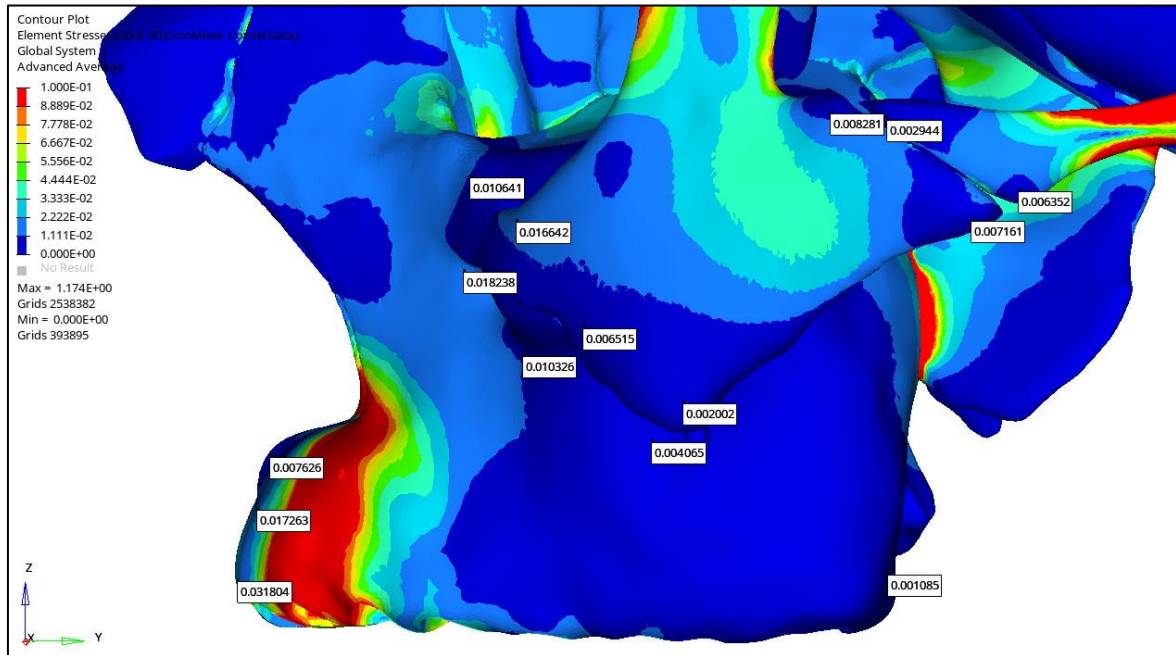 Contour Plot
Element Stresses (2D & 3D)(vonMises, CornerData)
Global System
Advanced Average
1.000E-01
8.889E-02
7.778E-02
6.667E-02
5.556E-02
4.444E-02
3.333E-02
2.222E-02
1.111E-02
0.000E+00
No Result
Max = 1.174E+00
Grids 2538382
Min = 0.000E+00
Grids 393895
0.008281
0.002944
0.010641
0.006352
0.016642
0.007161
0.018238
0.006515
0.010326
0.002002
0.004065
0.007626
0.017263
0.031804
0.001085
Z
X
Y